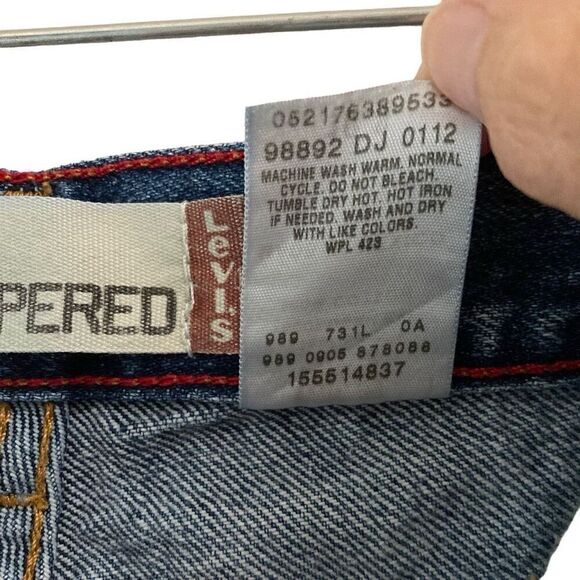 052176389533
98892 DJ 0112
MACHINE WASH WARM. NORMAL
CYCLE. DO NOT BLEACH.
TUMBLE DRY HOT. HOT IRON
IF NEEDED. WASH AND DRY
WITH LIKE COLORS.
WPL 423
989 731L 0A
989 0905 878088
155514837
PERED
LEVI'S